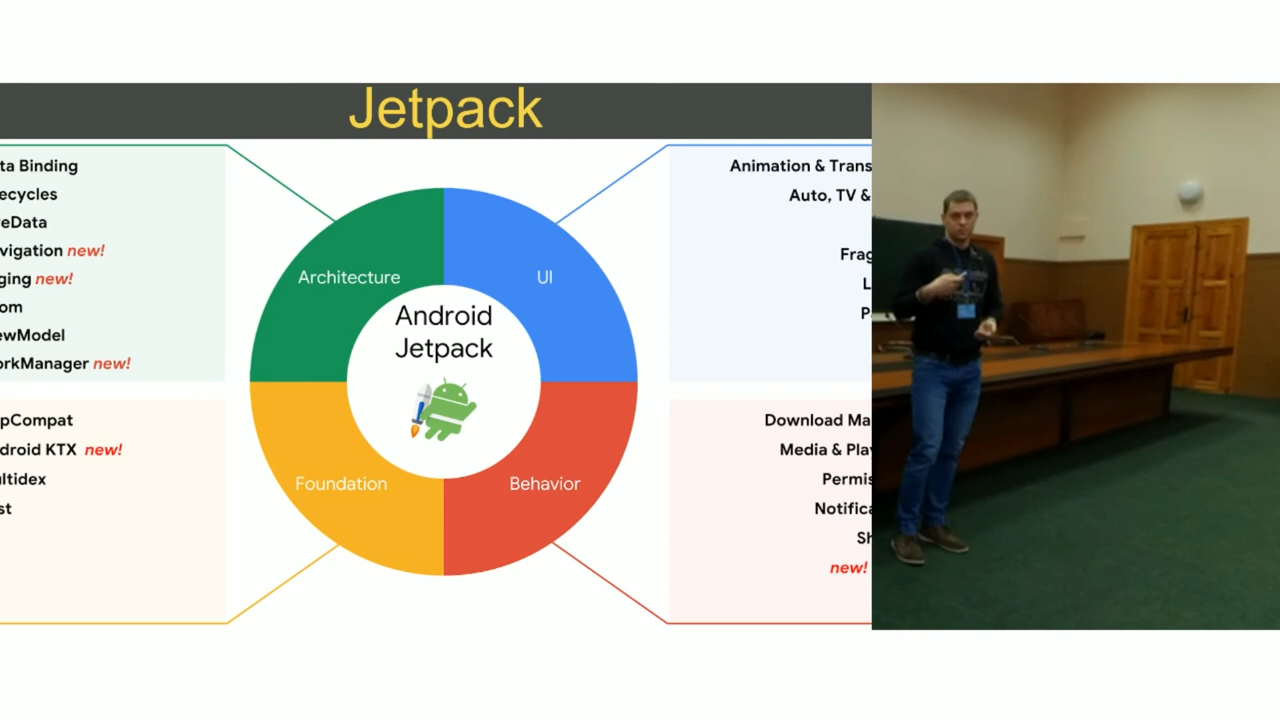 Jetpack
ta Binding
ecycles
eData
vigation new!
ging new!
om
ewModel
orkManager new!
pCompat
droid KTX new!
ltidex
st
Architecture
UI
Android
Jetpack
Foundation
Behavior
Animation & Trans
Auto, TV &
Frag
L
P
Download Ma
Media & Play
Permis
Notifica
Sh
new!